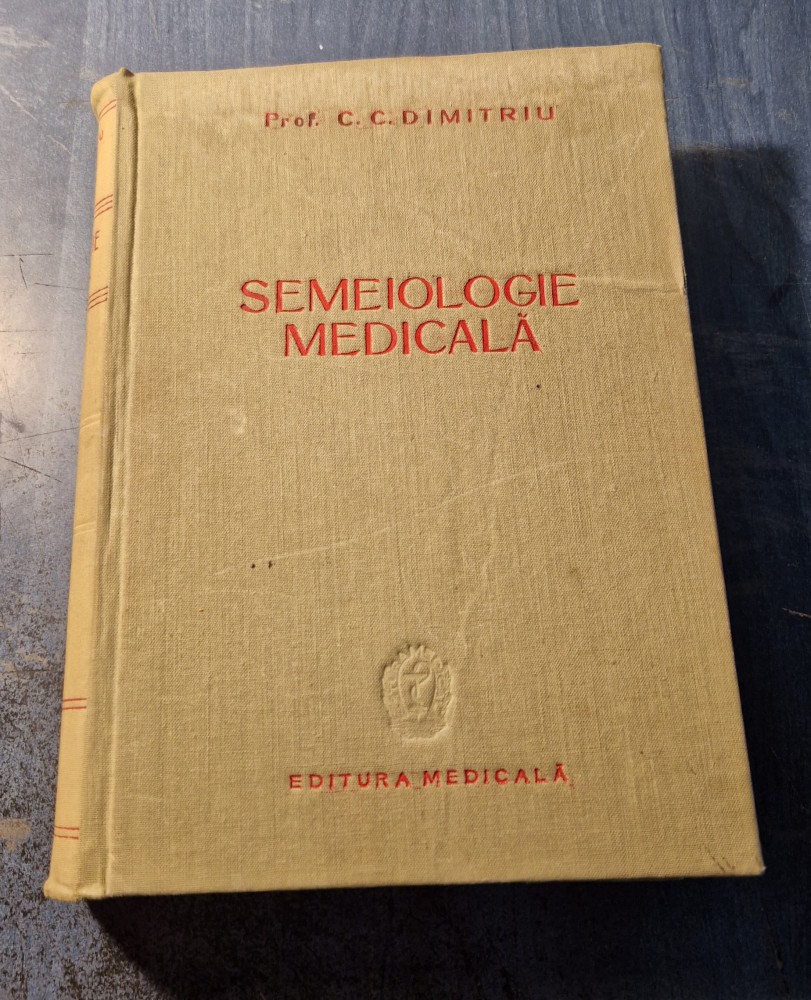 Prof. C. C. DIMITRIU
SEMEIOLOGIE
MEDICALĂ
EDITURA MEDICALĂ